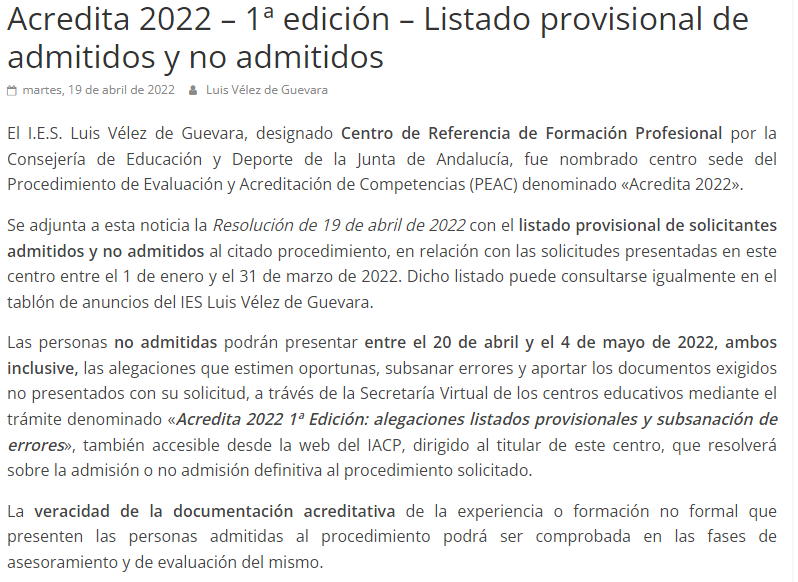 Acredita 2022 – 1ª edición – Listado provisional de
admitidos y no admitidos
martes, 19 de abril de 2022 Luis Vélez de Guevara
El I.E.S. Luis Vélez de Guevara, designado Centro de Referencia de Formación Profesional por la
Consejería de Educación y Deporte de la Junta de Andalucía, fue nombrado centro sede del
Procedimiento de Evaluación y Acreditación de Competencias (PEAC) denominado «Acredita 2022».
Se adjunta a esta noticia la Resolución de 19 de abril de 2022 con el listado provisional de solicitantes
admitidos y no admitidos al citado procedimiento, en relación con las solicitudes presentadas en este
centro entre el 1 de enero y el 31 de marzo de 2022. Dicho listado puede consultarse igualmente en el
tablón de anuncios del IES Luis Vélez de Guevara.
Las personas no admitidas podrán presentar entre el 20 de abril y el 4 de mayo de 2022, ambos
inclusive, las alegaciones que estimen oportunas, subsanar errores y aportar los documentos exigidos
no presentados con su solicitud, a trávés de la Secretaría Virtual de los centros educativos mediante el
trámite denominado «Acredita 2022 1ª Edición: alegaciones listados provisionales y subsanación de
errores», también accesible desde la web del IACP, dirigido al titular de este centro, que resolverá
sobre la admisión o no admisión definitiva al procedimiento solicitado.
La veracidad de la documentación acreditativa de la experiencia o formación no formal que
presenten las personas admitidas al procedimiento podrá ser comprobada en las fases de
asesoramiento y de evaluación del mismo.